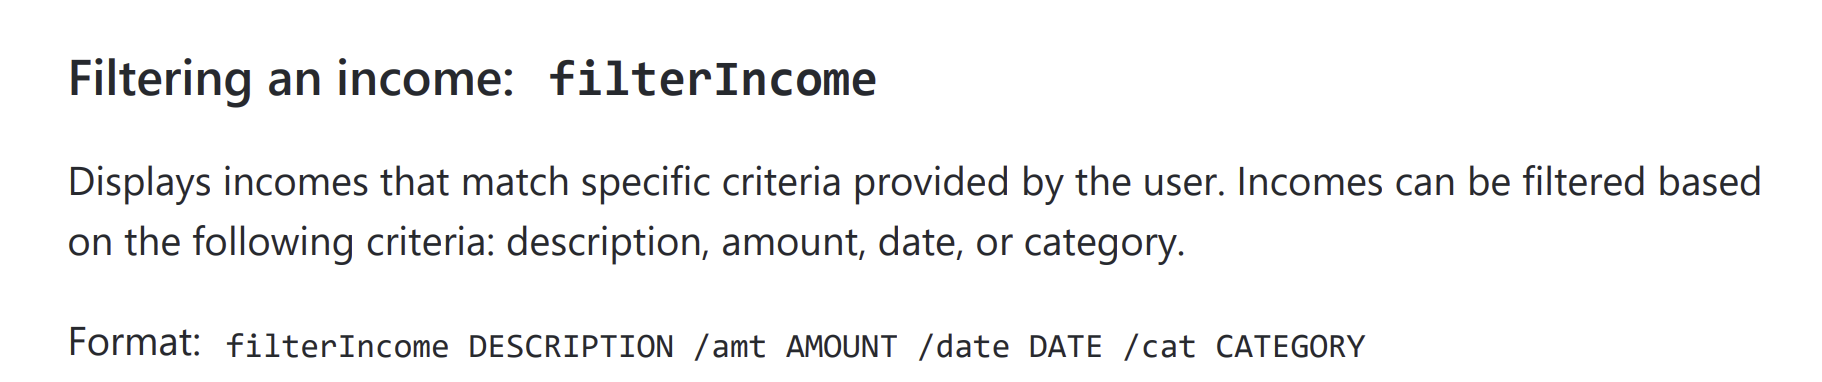 Filtering an income: filterIncome
Displays incomes that match specific criteria provided by the user. Incomes can be filtered based
on the following criteria: description, amount, date, or category.
Format: filterIncome DESCRIPTION /amt AMOUNT /date DATE /cat CATEGORY